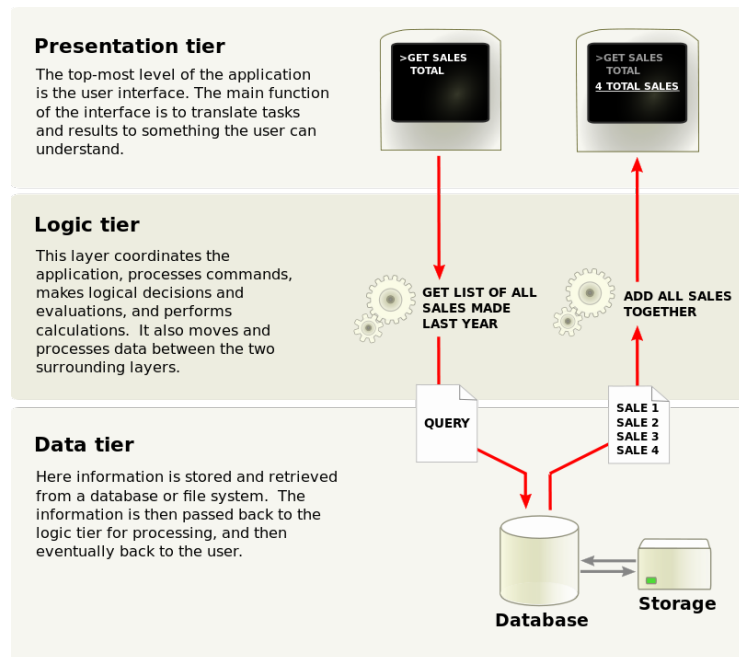 Presentation tier
The top-most level of the application
is the user interface. The main function
of the interface is to translate tasks
and results to something the user can
understand.
>GET SALES
TOTAL
>GET SALES
TOTAL
4 TOTAL SALES
Logic tier
This layer coordinates the
application, processes commands,
makes logical decisions and
evaluations, and performs
calculations.  It also moves and
processes data between the two
surrounding layers.
GET LIST OF ALL
SALES MADE
LAST YEAR
ADD ALL SALES
TOGETHER
QUERY
SALE 1
SALE 2
SALE 3
SALE 4
Data tier
Here information is stored and retrieved
from a database or file system.  The
information is then passed back to the
logic tier for processing, and then
eventually back to the user.
Database
Storage